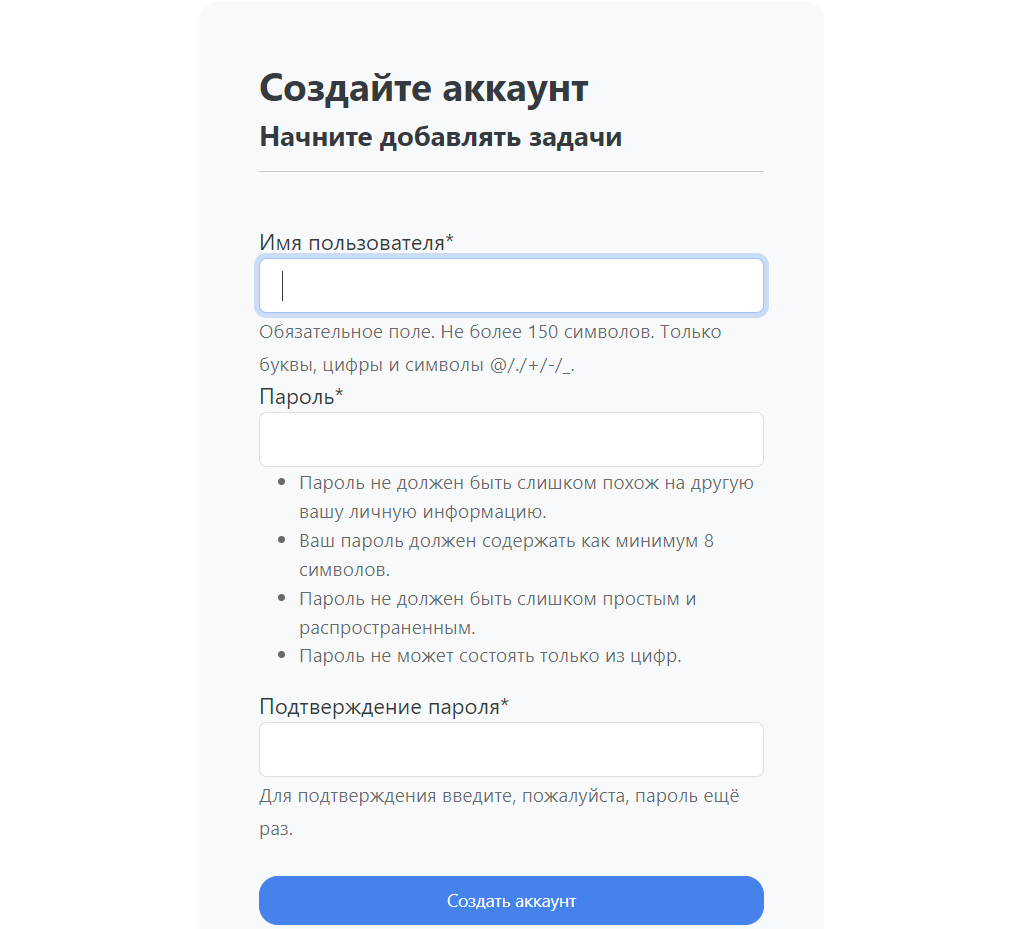 Создайте аккаунт
Начните добавлять задачи
Имя пользователя*
Обязательное поле. Не более 150 символов. Только
буквы, цифры и символы @/./+/-/_.
Пароль*
Пароль не должен быть слишком похож на другую
вашу личную информацию.
Ваш пароль должен содержать как минимум 8
символов.
Пароль не должен быть слишком простым и
распространенным.
Пароль не может состоять только из цифр.
Подтверждение пароля*
Для подтверждения введите, пожалуйста, пароль ещё
раз.
Создать аккаунт